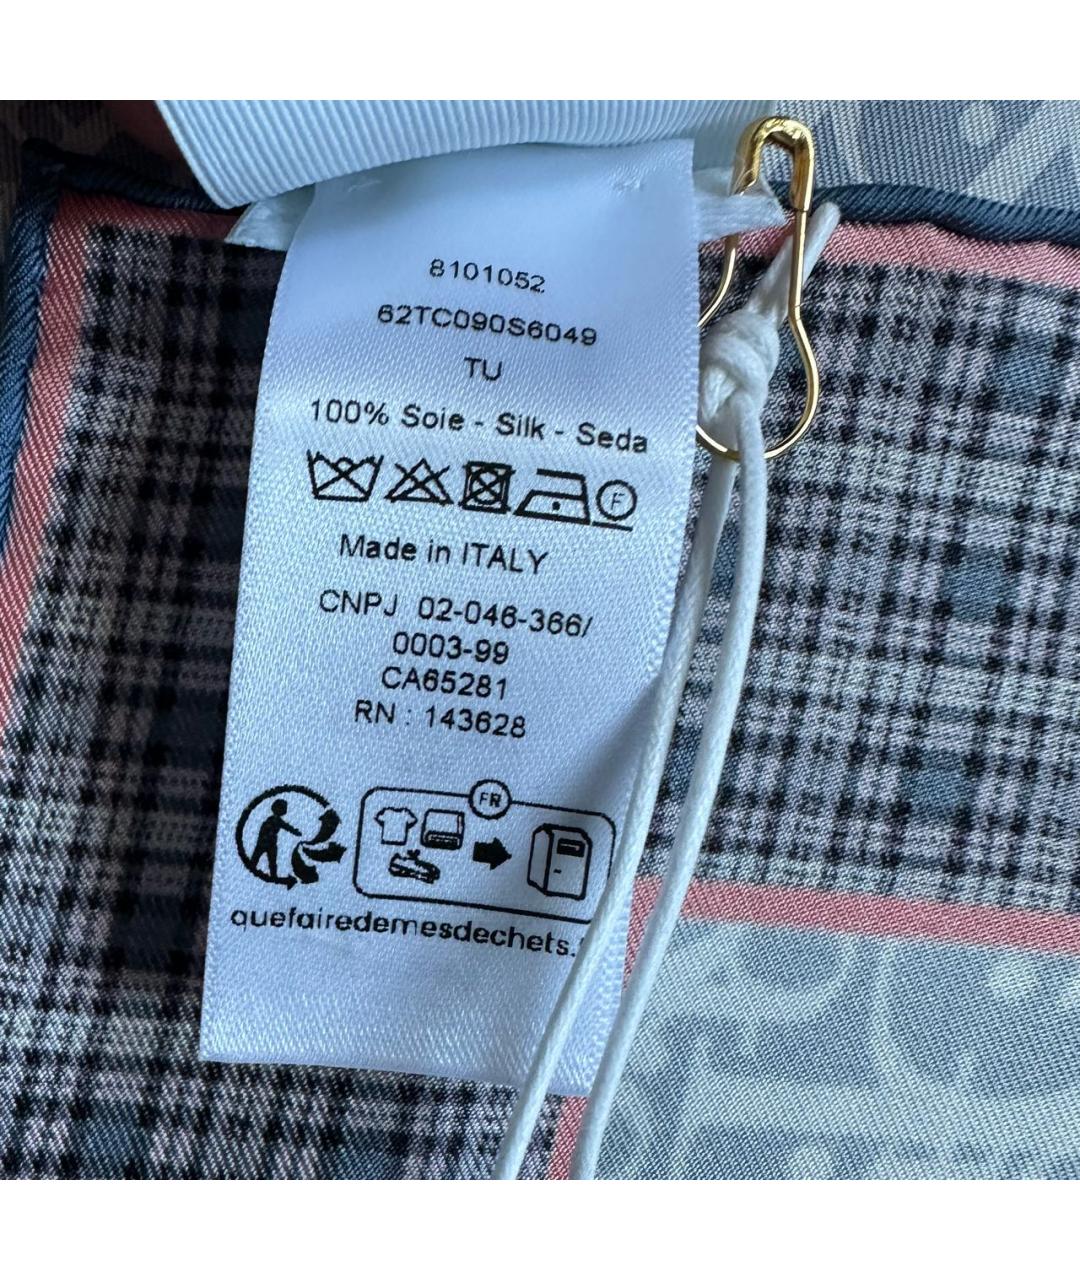 8101052
62TC090S6049
TU
100% Soie - Silk - Seda
F
Made in ITALY
CNPJ 02-046-366/
0003-99
CA65281
RN : 143628
FR
quefairedemesdechets.